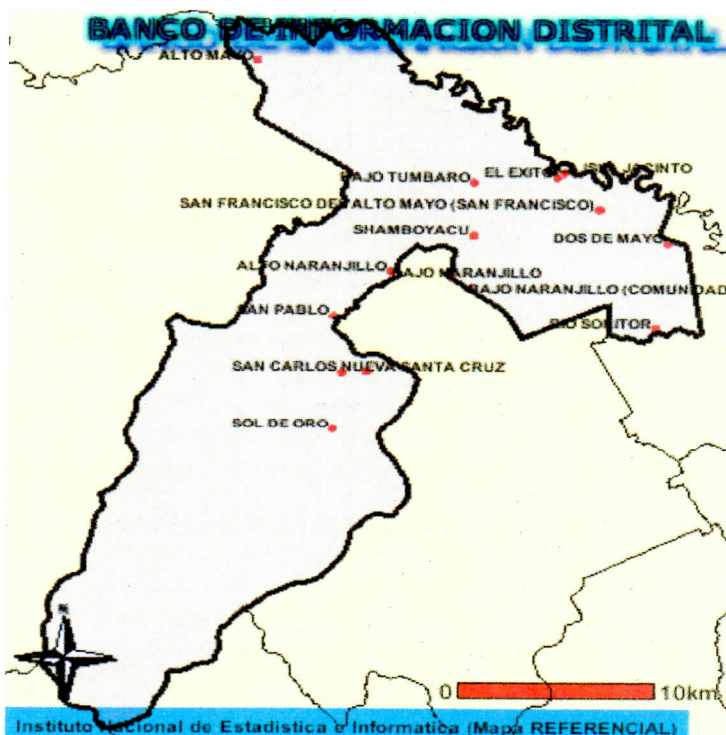 BANCO DE INFORMACION DISTRITAL
ALTO MAYO
EL EXITO
JACINTO
BAJO TUMBARO
SAN FRANCISCO DEL ALTO MAYO (SAN FRANCISCO)
SHAMBOYACU
DOS DE MAYO
ALTO NARANJILLO
BAJO NARANJILLO
BAJO NARANJILLO (COMUNIDAD
SAN PABLO
RIO SORITOR
SAN CARLOS
NUEVA SANTA CRUZ
SOL DE ORO
0
10km
Instituto Nacional de Estadistica e Informatica (Mapa REFERENCIAL)